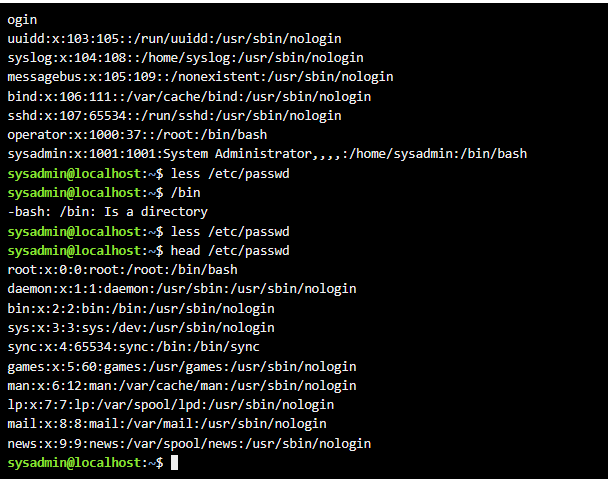 ogin
uuidd:x:103:105::/run/uuidd:/usr/sbin/nologin
syslog:x:104:108::/home/syslog:/usr/sbin/nologin
messagebus:x:105:109::/nonexistent:/usr/sbin/nologin
bind:x:106:111::/var/cache/bind:/usr/sbin/nologin
sshd:x:107:65534::/run/sshd:/usr/sbin/nologin
operator:x:1000:37::/root:/bin/bash
sysadmin:x:1001:1001:System Administrator,,,,:/home/sysadmin:/bin/bash
sysadmin@localhost:~$ less /etc/passwd
sysadmin@localhost:~$ /bin
-bash: /bin: Is a directory
sysadmin@localhost:~$ less /etc/passwd
sysadmin@localhost:~$ head /etc/passwd
root:x:0:0:root:/root:/bin/bash
daemon:x:1:1:daemon:/usr/sbin:/usr/sbin/nologin
bin:x:2:2:bin:/bin:/usr/sbin/nologin
sys:x:3:3:sys:/dev:/usr/sbin/nologin
sync:x:4:65534:sync:/bin:/bin/sync
games:x:5:60:games:/usr/games:/usr/sbin/nologin
man:x:6:12:man:/var/cache/man:/usr/sbin/nologin
lp:x:7:7:lp:/var/spool/lpd:/usr/sbin/nologin
mail:x:8:8:mail:/var/mail:/usr/sbin/nologin
news:x:9:9:news:/var/spool/news:/usr/sbin/nologin
sysadmin@localhost:~$